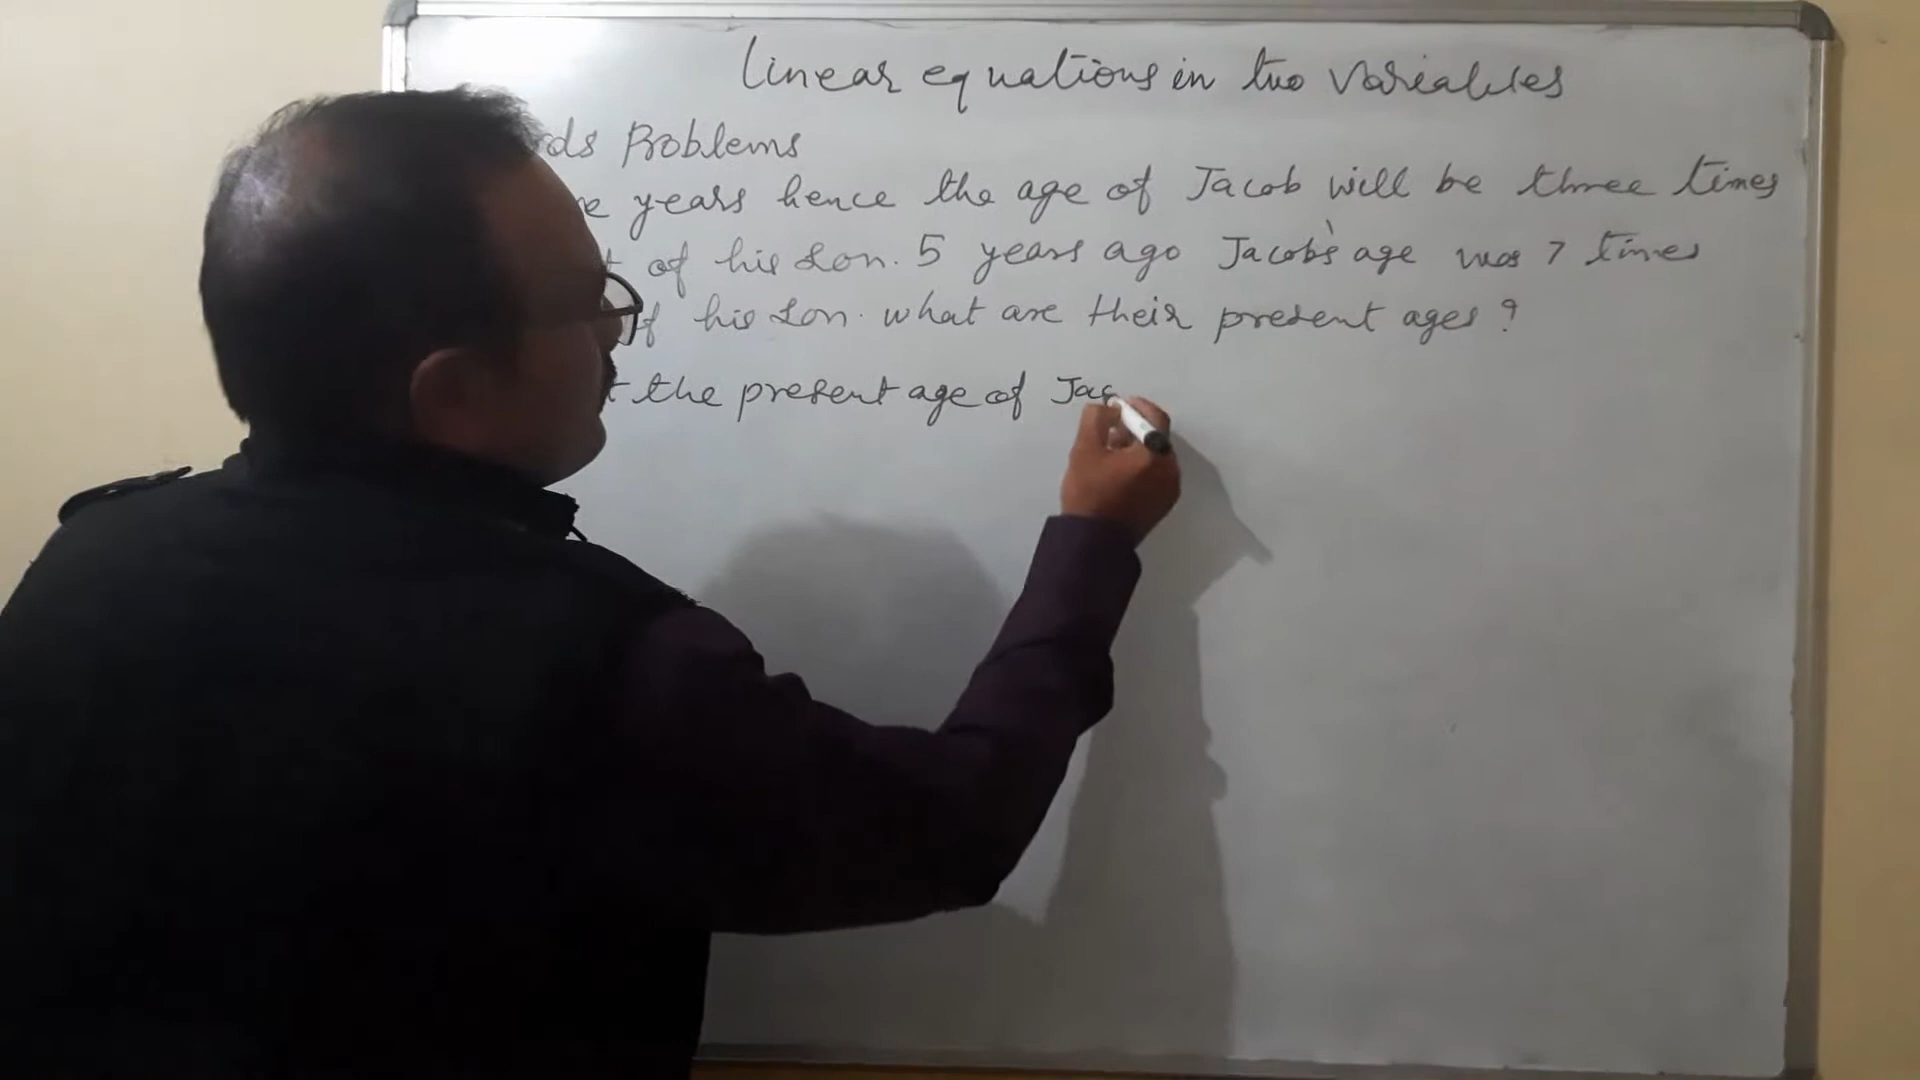 linear equations in two variables
ds Problems
e years hence the age of Jacob will be three times
of his son. 5 years ago Jacob's age was 7 times
f his son. what are their present ages ?
the present age of Jac